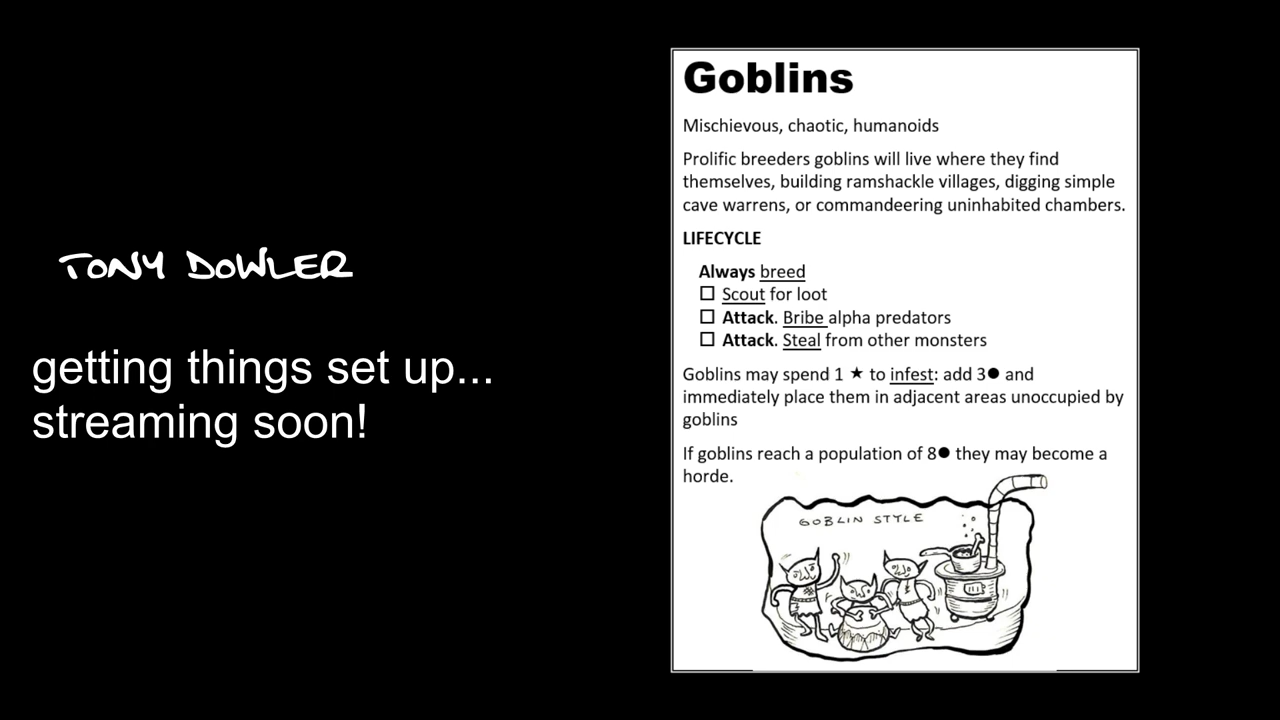 TONY DOWLER
getting things set up...
streaming soon!
Goblins
Mischievous, chaotic, humanoids
Prolific breeders goblins will live where they find
themselves, building ramshackle villages, digging simple
cave warrens, or commandeering uninhabited chambers.
LIFECYCLE
Always breed
☐ Scout for loot
☐ Attack. Bribe alpha predators
☐ Attack. Steal from other monsters
Goblins may spend 1 ★ to infest: add 3● and
immediately place them in adjacent areas unoccupied by
goblins
If goblins reach a population of 8● they may become a
horde.
GOBLIN STYLE